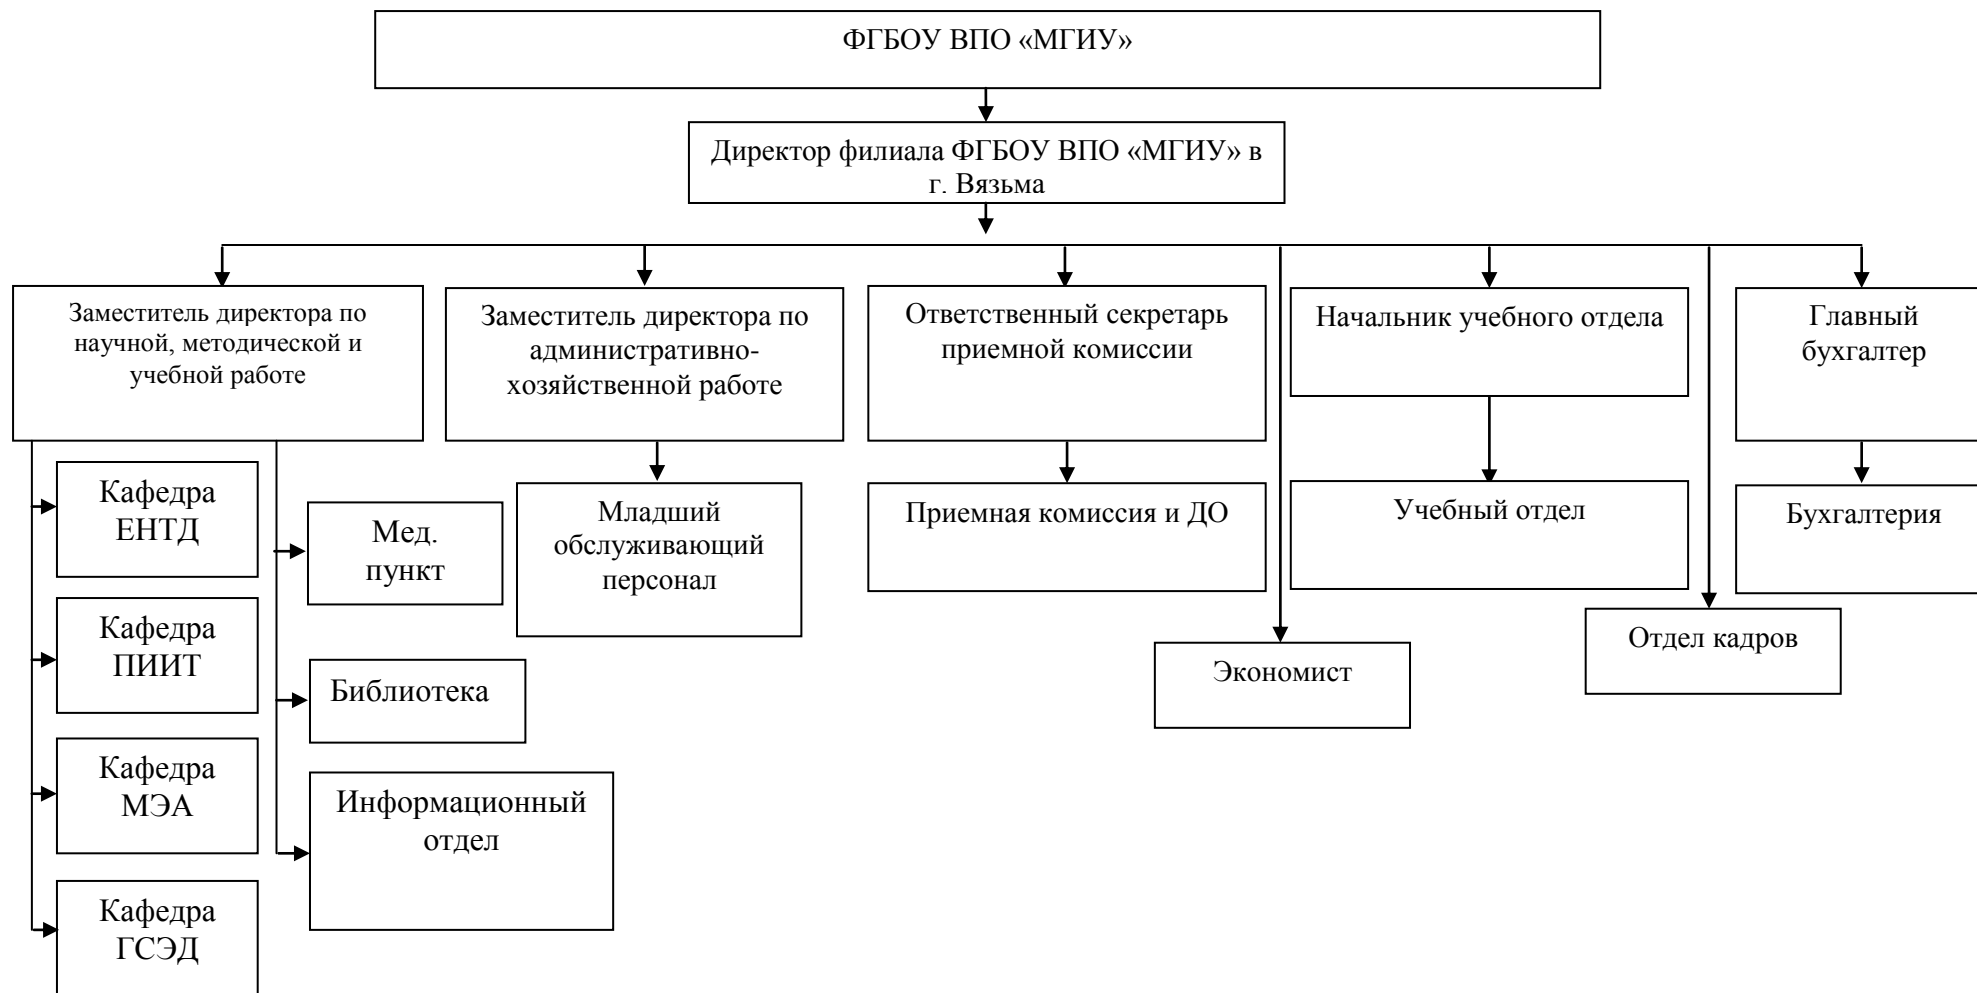 ФГБОУ ВПО «МГИУ»
Директор филиала ФГБОУ ВПО «МГИУ» в
г. Вязьма
Заместитель директора по
научной, методической и
учебной работе
Заместитель директора по
административно-
хозяйственной работе
Ответственный секретарь
приемной комиссии
Начальник учебного отдела
Главный
бухгалтер
Кафедра
ЕНТД
Мед.
пункт
Младший
обслуживающий
персонал
Приемная комиссия и ДО
Учебный отдел
Бухгалтерия
Кафедра
ПИИТ
Библиотека
Экономист
Отдел кадров
Кафедра
МЭА
Информационный
отдел
Кафедра
ГСЭД